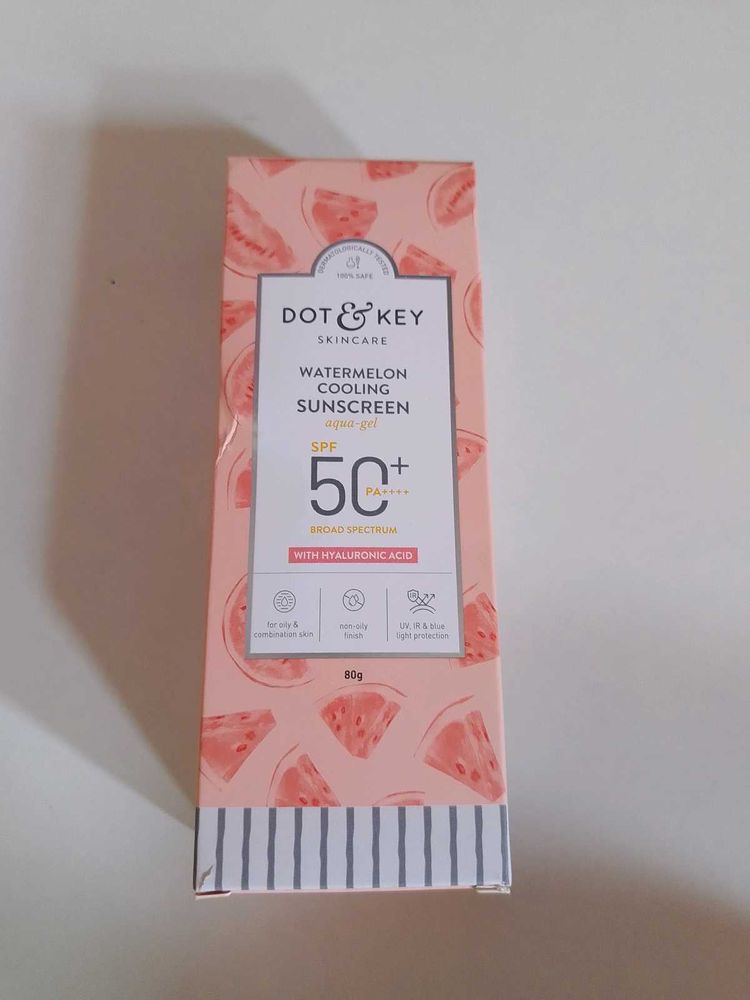 DERMATOLOGICALLY TESTED
100% SAFE
DOT & KEY
SKINCARE
WATERMELON
COOLING
SUNSCREEN
aqua-gel
SPF
50+
PA++++
BROAD SPECTRUM
WITH HYALURONIC ACID
IR
for oily &
combination skin
non-oily
finish
UV, IR & blue
light protection
80g